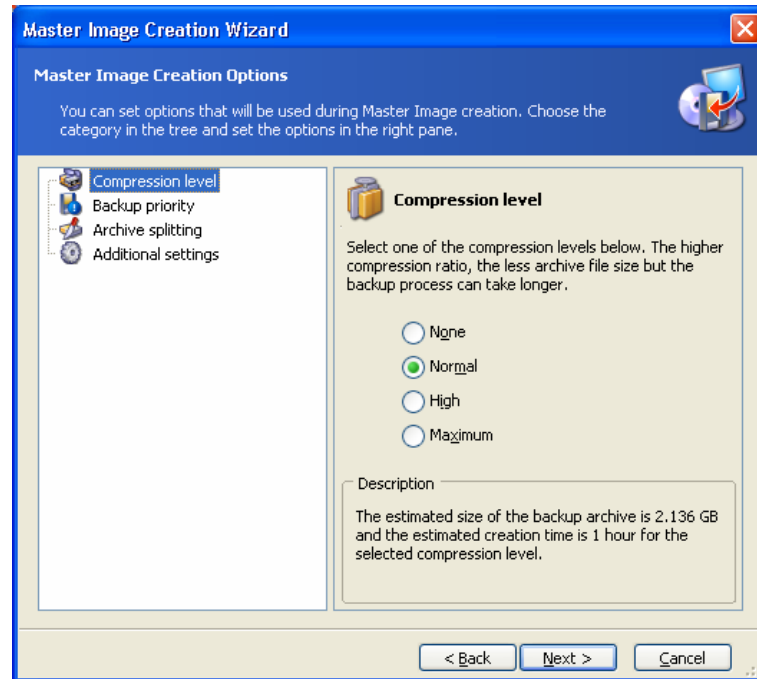 Master Image Creation Wizard
Master Image Creation Options
You can set options that will be used during Master Image creation. Choose the
category in the tree and set the options in the right pane.
Compression level
Backup priority
Archive splitting
Additional settings
Compression level
Select one of the compression levels below. The higher
compression ratio, the less archive file size but the
backup process can take longer.
None
Normal
High
Maximum
Description
The estimated size of the backup archive is 2.136 GB
and the estimated creation time is 1 hour for the
selected compression level.
< Back
Next >
Cancel